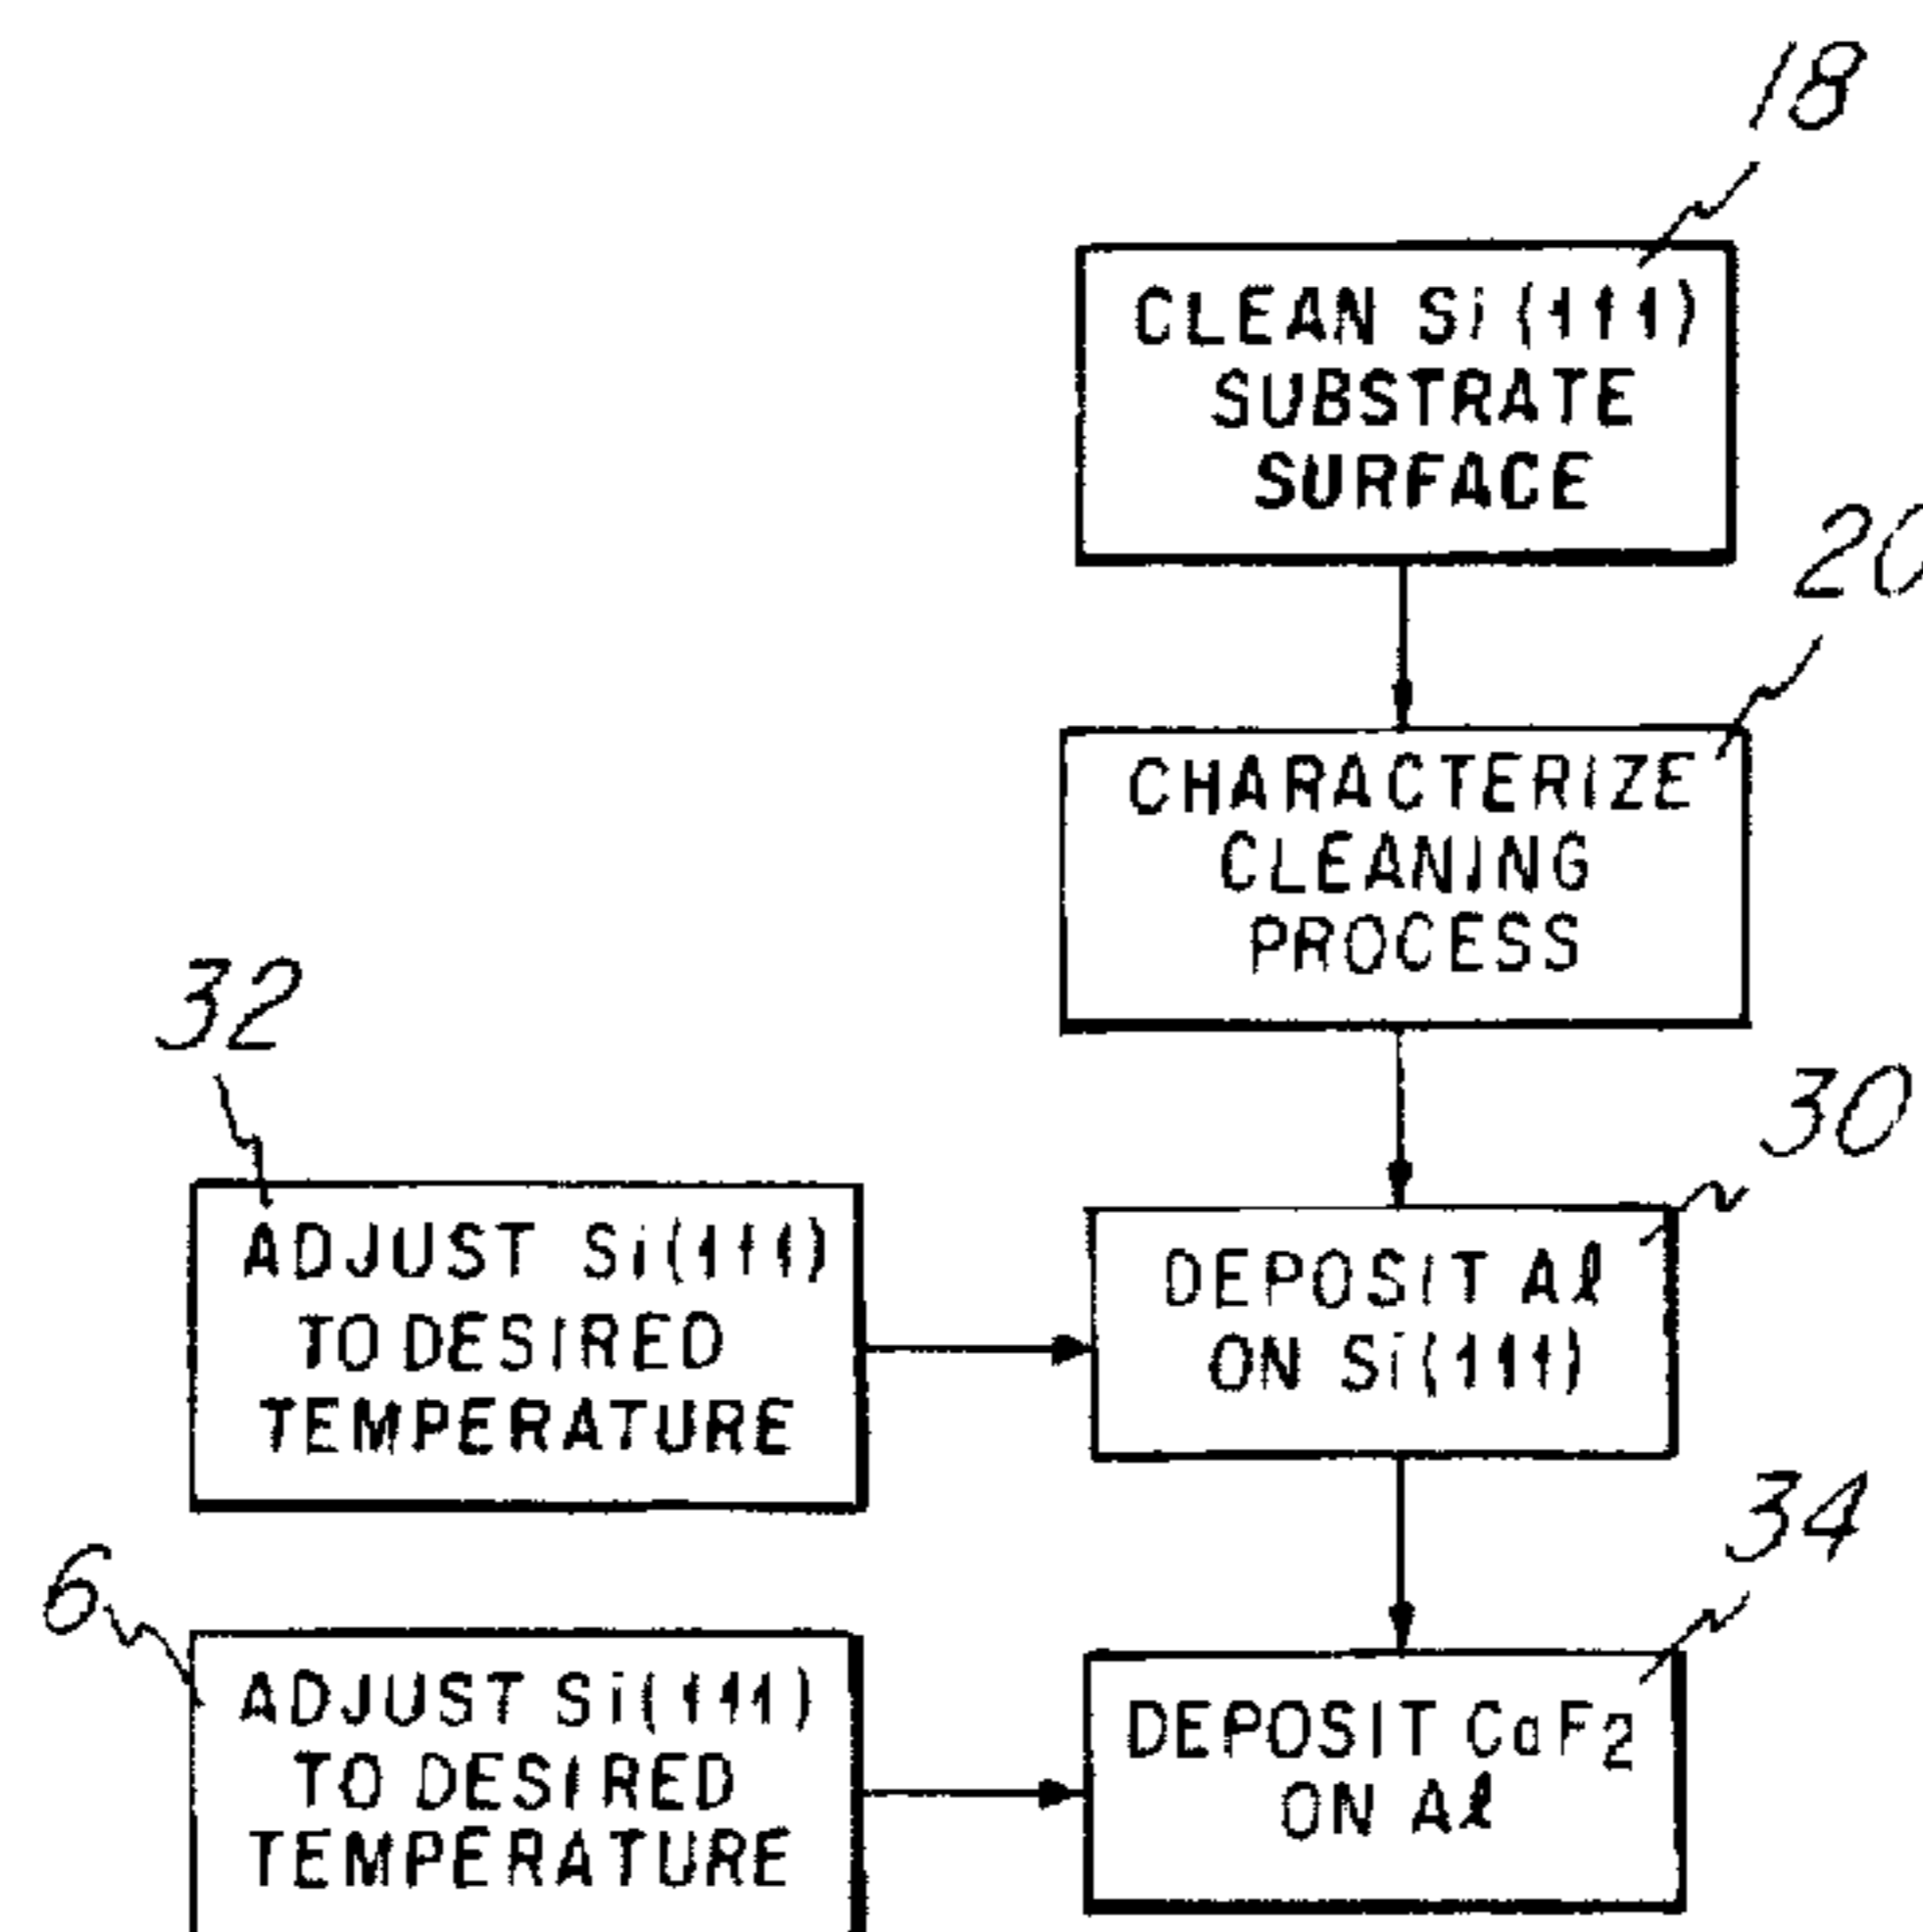 18
CLEAN Si (111)
SUBSTRATE
SURFACE
20
CHARACTERIZE
CLEANING
PROCESS
32
30
ADJUST Si(111)
TO DESIRED
TEMPERATURE
DEPOSIT Al
ON Si(111)
34
6
ADJUST Si(111)
TO DESIRED
TEMPERATURE
DEPOSIT CaF2
ON Al